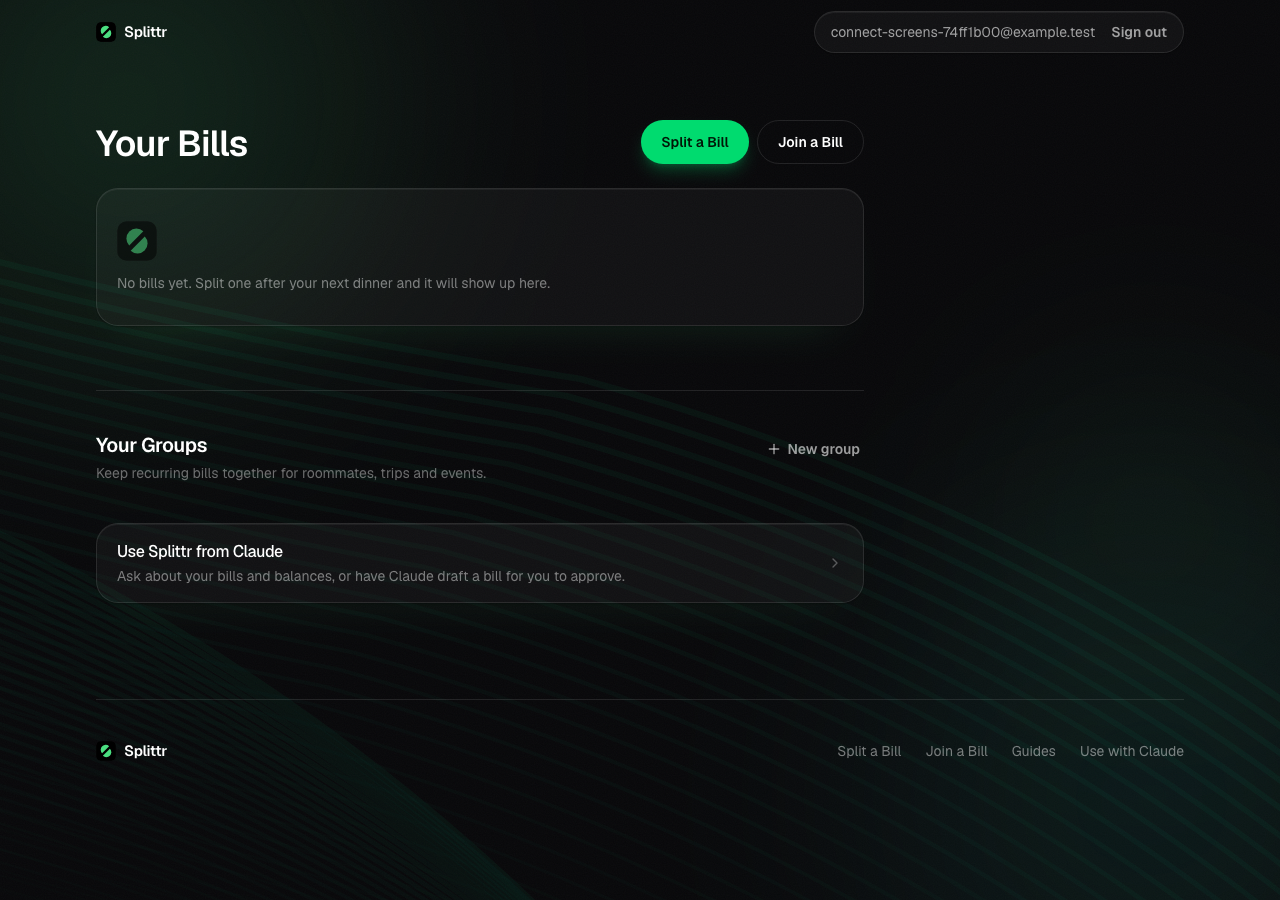 Splittr
connect-screens-74ff1b00@example.test Sign out
Your Bills
Split a Bill
Join a Bill
No bills yet. Split one after your next dinner and it will show up here.
Your Groups
Keep recurring bills together for roommates, trips and events.
New group
Use Splittr from Claude
Ask about your bills and balances, or have Claude draft a bill for you to approve.
Splittr
Split a Bill Join a Bill Guides Use with Claude